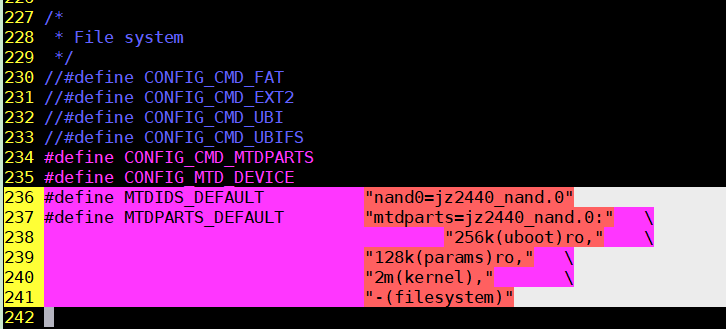 227 /*
228  * File system
229  */
230 //#define CONFIG_CMD_FAT
231 //#define CONFIG_CMD_EXT2
232 //#define CONFIG_CMD_UBI
233 //#define CONFIG_CMD_UBIFS
234 #define CONFIG_CMD_MTDPARTS
235 #define CONFIG_MTD_DEVICE
236 #define MTDIDS_DEFAULT          "nand0=jz2440_nand.0"
237 #define MTDPARTS_DEFAULT        "mtdparts=jz2440_nand.0:"   \
238                                         "256k(uboot)ro,"    \
239                                 "128k(params)ro,"   \
240                                 "2m(kernel),"       \
241                                 "-(filesystem)"
242